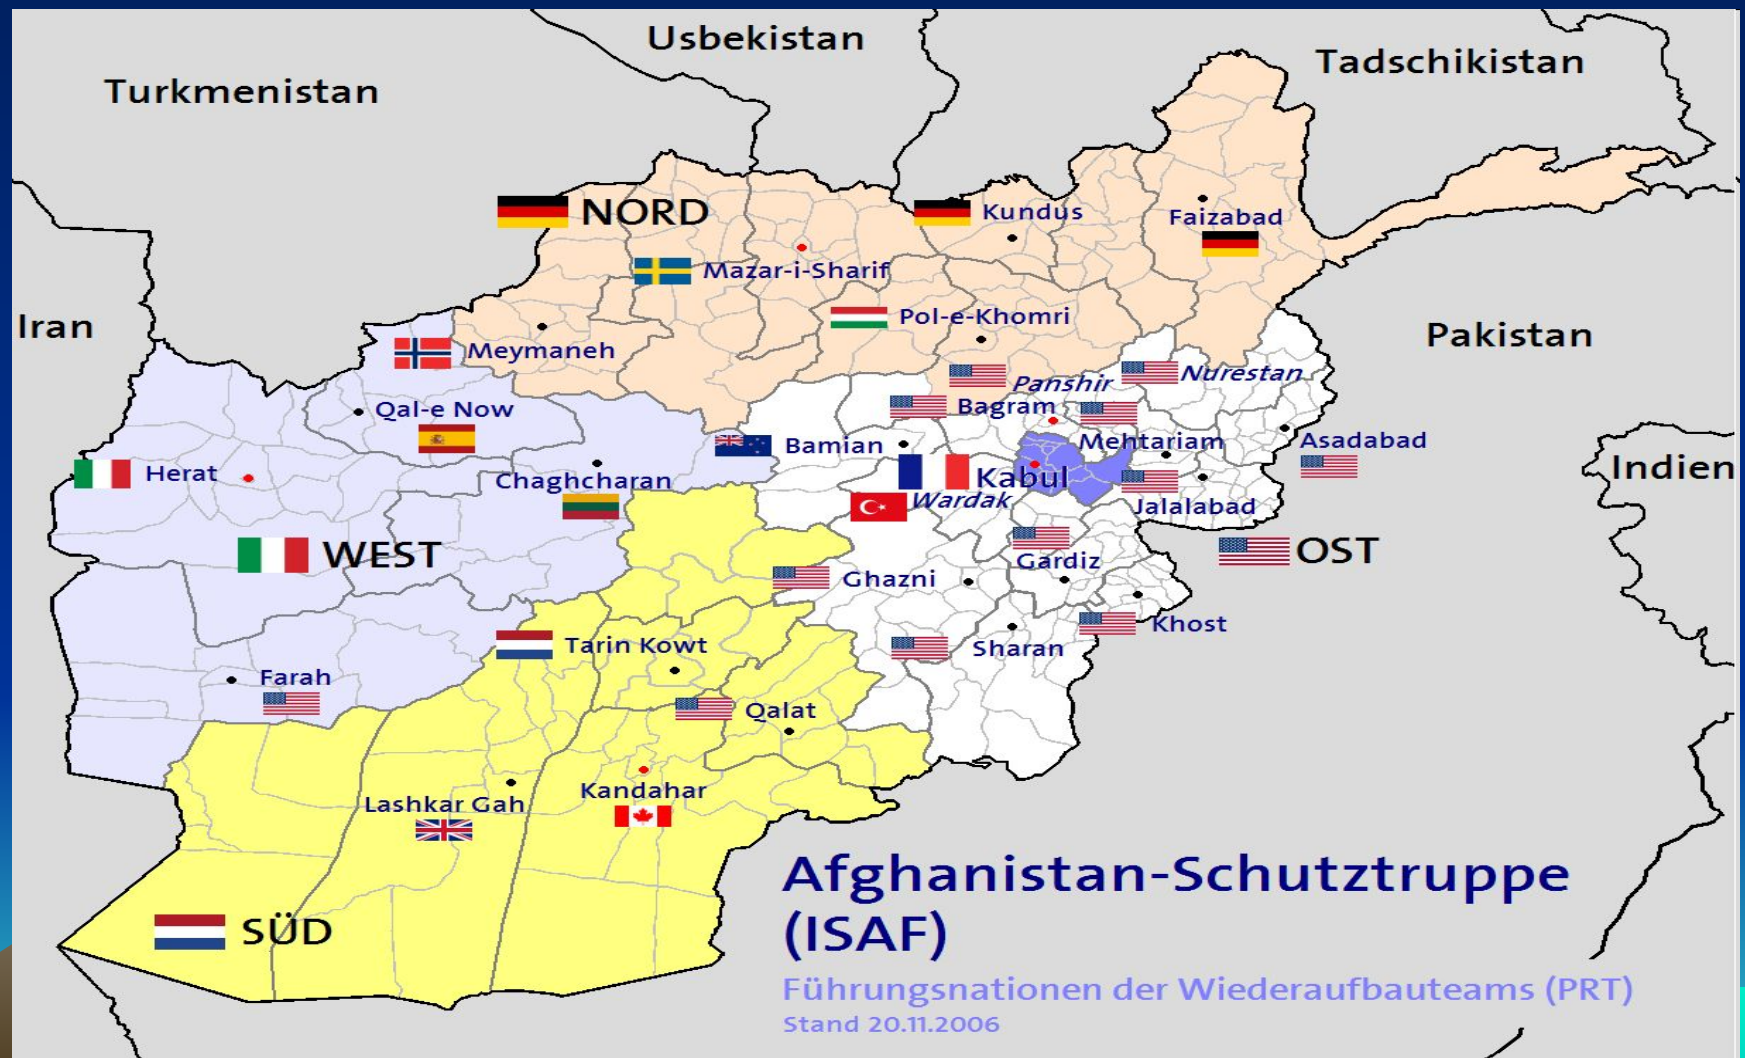 Usbekistan
Tadschikistan
Turkmenistan
NORD
Kundus
Faizabad
Mazar-i-Sharif
Iran
Pol-e-Khomri
Pakistan
Meymaneh
Panshir
Nurestan
Qal-e Now
Bagram
Bamian
Mehtariam
Asadabad
Herat
Chaghcharan
Kabul
Indien
Wardak
Jalalabad
WEST
OST
Gardiz
Ghazni
Khost
Tarin Kowt
Sharan
Farah
Qalat
Lashkar Gah
Kandahar
SÜD
Afghanistan-Schutztruppe
(ISAF)
Führungsnationen der Wiederaufbauteams (PRT)
Stand 20.11.2006